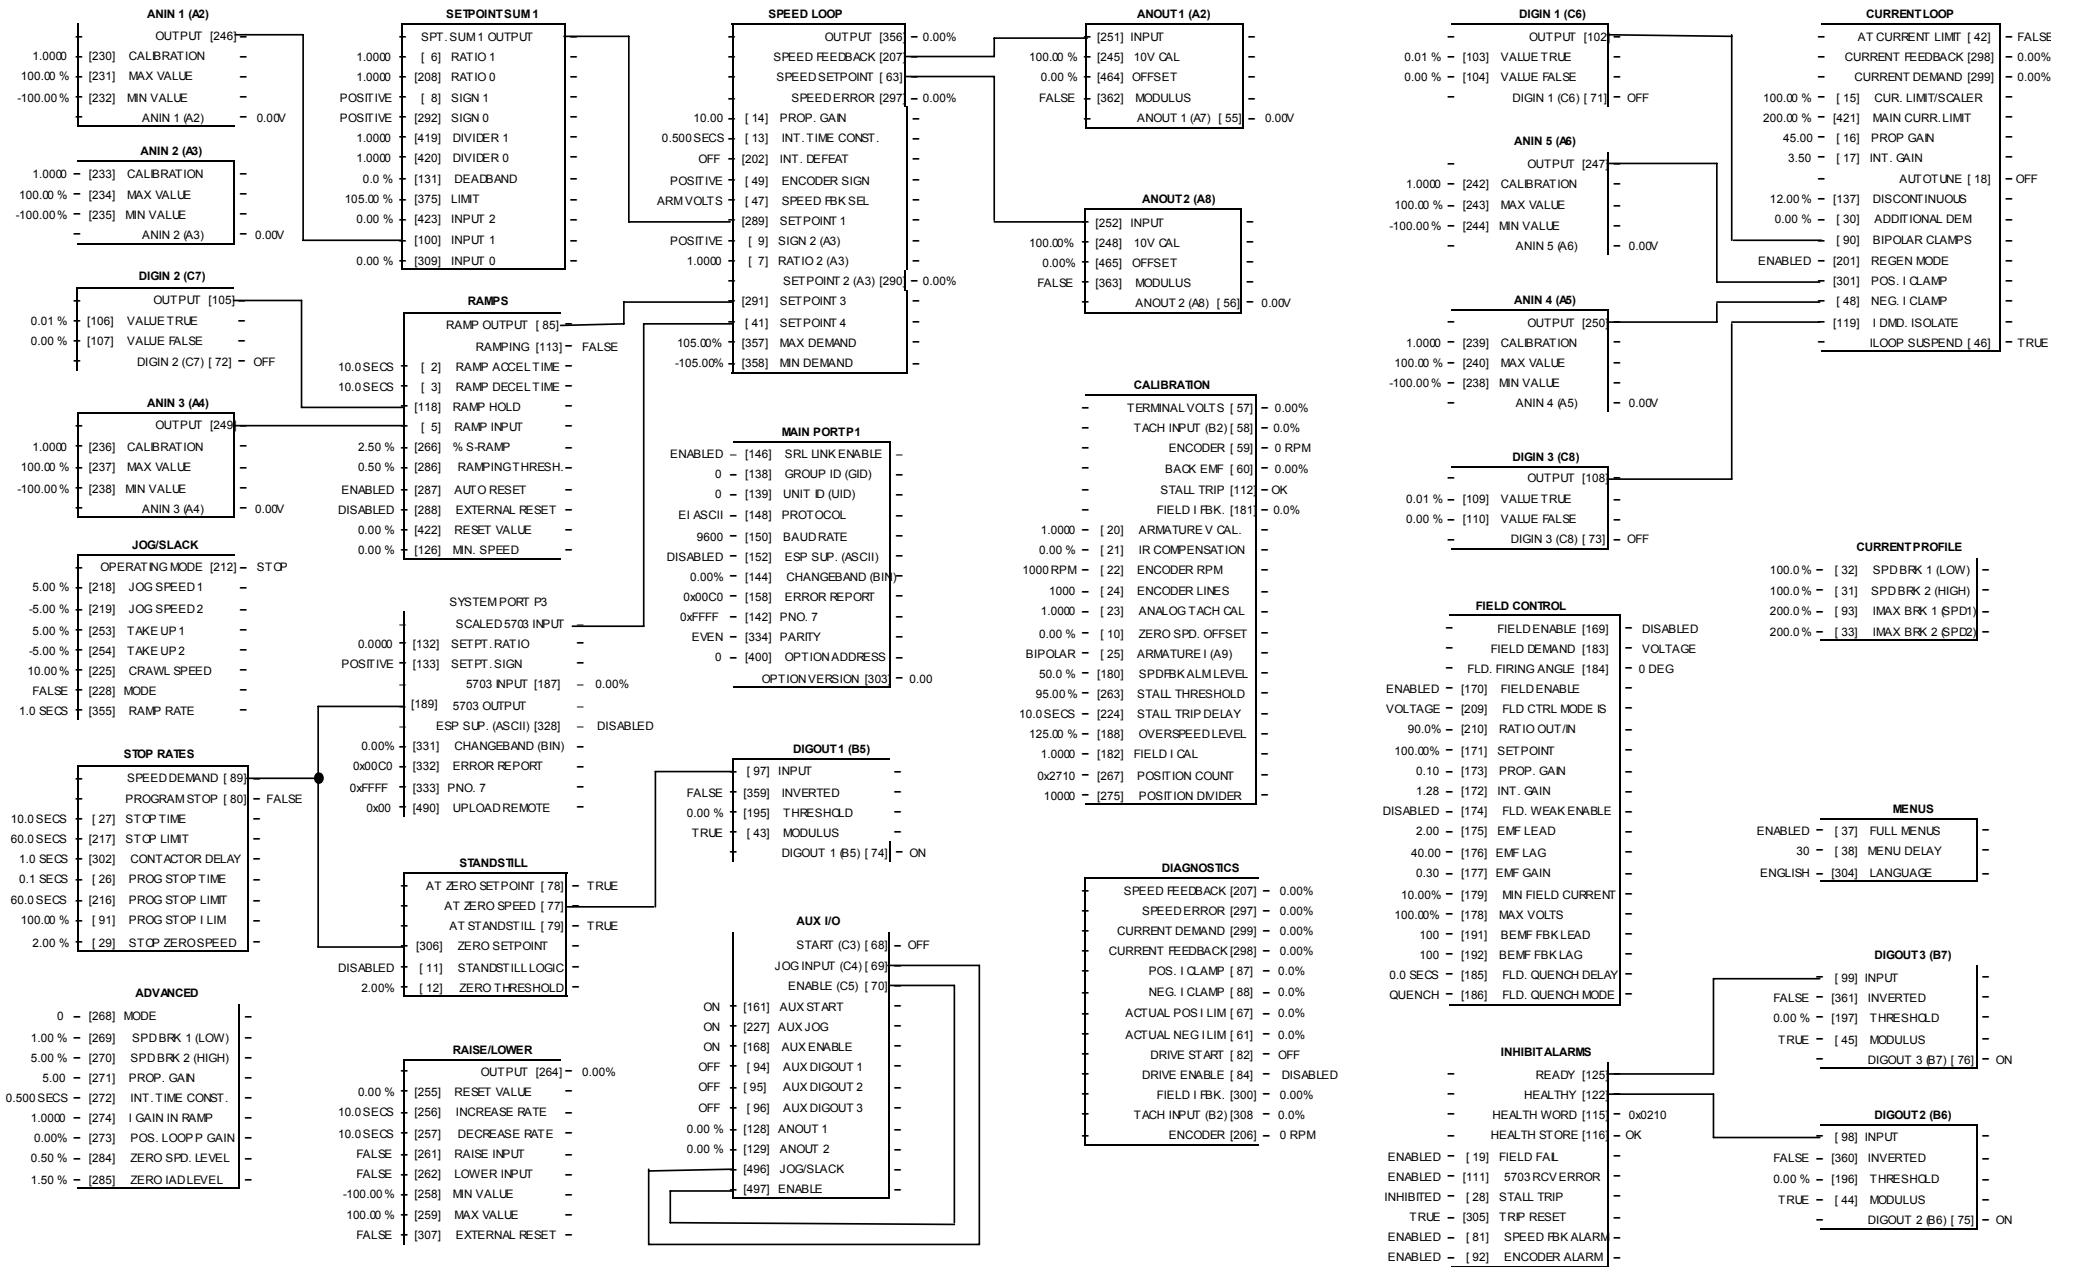 ANIN 1 (A2)
OUTPUT [246]
1.0000 [230] CALIBRATION
100.00 % [231] MAX VALUE
-100.00 % [232] MIN VALUE
ANIN 1 (A2) 0.00V
ANIN 2 (A3)
1.0000 [233] CALIBRATION
100.00 % [234] MAX VALUE
-100.00 % [235] MIN VALUE
ANIN 2 (A3) 0.00V
DIGIN 2 (C7)
OUTPUT [105]
0.01 % [106] VALUE TRUE
0.00 % [107] VALUE FALSE
DIGIN 2 (C7) [ 72] OFF
ANIN 3 (A4)
OUTPUT [249]
1.0000 [236] CALIBRATION
100.00 % [237] MAX VALUE
-100.00 % [238] MIN VALUE
ANIN 3 (A4) 0.00V
JOG/SLACK
OPERATING MODE [212] STOP
5.00 % [218] JOG SPEED 1
-5.00 % [219] JOG SPEED 2
5.00 % [253] TAKE UP 1
-5.00 % [254] TAKE UP 2
10.00 % [225] CRAWL SPEED
FALSE [228] MODE
1.0 SECS [355] RAMP RATE
STOP RATES
SPEED DEMAND [ 89]
PROGRAM STOP [ 80] FALSE
10.0 SECS [ 27] STOP TIME
60.0 SECS [217] STOP LIMIT
1.0 SECS [302] CONTACTOR DELAY
0.1 SECS [ 26] PROG STOP TIME
60.0 SECS [216] PROG STOP LIMIT
100.00 % [ 91] PROG STOP I LIM
2.00 % [ 29] STOP ZERO SPEED
ADVANCED
0 [268] MODE
1.00 % [269] SPD BRK 1 (LOW)
5.00 % [270] SPD BRK 2 (HIGH)
5.00 [271] PROP. GAIN
0.500 SECS [272] INT. TIME CONST.
1.0000 [274] I GAIN IN RAMP
0.00% [273] POS. LOOP P GAIN
0.50 % [284] ZERO SPD. LEVEL
1.50 % [285] ZERO IAD LEVEL
SETPOINT SUM 1
SPT. SUM 1 OUTPUT
1.0000 [ 6] RATIO 1
1.0000 [208] RATIO 0
POSITIVE [ 8] SIGN 1
POSITIVE [292] SIGN 0
1.0000 [419] DIVIDER 1
1.0000 [420] DIVIDER 0
0.0 % [131] DEADBAND
105.00 % [375] LIMIT
0.00 % [423] INPUT 2
[100] INPUT 1
0.00 % [309] INPUT 0
RAMPS
RAMP OUTPUT [ 85]
RAMPING [113] FALSE
10.0 SECS [ 2] RAMP ACCEL TIME
10.0 SECS [ 3] RAMP DECEL TIME
[118] RAMP HOLD
[ 5] RAMP INPUT
2.50 % [266] % S-RAMP
0.50 % [286] RAMPING THRESH.
ENABLED [287] AUTO RESET
DISABLED [288] EXTERNAL RESET
0.00 % [422] RESET VALUE
0.00 % [126] MIN. SPEED
SYSTEM PORT P3
SCALED 5703 INPUT
0.0000 [132] SETPT. RATIO
POSITIVE [133] SETPT. SIGN
5703 INPUT [187] 0.00%
[189] 5703 OUTPUT
ESP SUP. (ASCII) [328] DISABLED
0.00% [331] CHANGEBAND (BIN)
0x00C0 [332] ERROR REPORT
0xFFFF [333] PNO. 7
0x00 [490] UPLOAD REMOTE
STANDSTILL
AT ZERO SETPOINT [ 78] TRUE
AT ZERO SPEED [ 77]
AT STANDSTILL [ 79] TRUE
[306] ZERO SETPOINT
DISABLED [ 11] STANDSTILL LOGIC
2.00% [ 12] ZERO THRESHOLD
RAISE/LOWER
OUTPUT [264] 0.00%
0.00 % [255] RESET VALUE
10.0 SECS [256] INCREASE RATE
10.0 SECS [257] DECREASE RATE
FALSE [261] RAISE INPUT
FALSE [262] LOWER INPUT
-100.00 % [258] MIN VALUE
100.00 % [259] MAX VALUE
FALSE [307] EXTERNAL RESET
SPEED LOOP
OUTPUT [356] 0.00%
SPEED FEEDBACK [207]
SPEED SETPOINT [ 63]
SPEED ERROR [297] 0.00%
10.00 [ 14] PROP. GAIN
0.500 SECS [ 13] INT. TIME CONST.
OFF [202] INT. DEFEAT
POSITIVE [ 49] ENCODER SIGN
ARM VOLTS [ 47] SPEED FBK SEL
[289] SETPOINT 1
POSITIVE [ 9] SIGN 2 (A3)
1.0000 [ 7] RATIO 2 (A3)
SETPOINT 2 (A3) [290] 0.00%
[291] SETPOINT 3
[ 41] SETPOINT 4
105.00% [357] MAX DEMAND
-105.00% [358] MIN DEMAND
MAIN PORT P1
ENABLED [146] SRL LINK ENABLE
0 [138] GROUP ID (GID)
0 [139] UNIT ID (UID)
EI ASCII [148] PROTOCOL
9600 [150] BAUD RATE
DISABLED [152] ESP SUP. (ASCII)
0.00% [144] CHANGEBAND (BIN)
0x00C0 [158] ERROR REPORT
0xFFFF [142] PNO. 7
EVEN [334] PARITY
0 [400] OPTION ADDRESS
OPTION VERSION [303] 0.00
DIGOUT 1 (B5)
[ 97] INPUT
FALSE [359] INVERTED
0.00 % [195] THRESHOLD
TRUE [ 43] MODULUS
DIGOUT 1 (B5) [ 74] ON
AUX I/O
START (C3) [ 68] OFF
JOG INPUT (C4) [ 69]
ENABLE (C5) [ 70]
ON [161] AUX START
ON [227] AUX JOG
ON [168] AUX ENABLE
OFF [ 94] AUX DIGOUT 1
OFF [ 95] AUX DIGOUT 2
OFF [ 96] AUX DIGOUT 3
0.00 % [128] ANOUT 1
0.00 % [129] ANOUT 2
[496] JOG/SLACK
[497] ENABLE
ANOUT 1 (A2)
[251] INPUT
100.00 % [245] 10V CAL
0.00 % [464] OFFSET
FALSE [362] MODULUS
ANOUT 1 (A7) [ 55] 0.00V
ANOUT 2 (A8)
[252] INPUT
100.00% [248] 10V CAL
0.00% [465] OFFSET
FALSE [363] MODULUS
ANOUT 2 (A8) [ 56] 0.00V
CALIBRATION
TERMINAL VOLTS [ 57] 0.00%
TACH INPUT (B2) [ 58] 0.0%
ENCODER [ 59] 0 RPM
BACK EMF [ 60] 0.00%
STALL TRIP [112] OK
FIELD I FBK. [181] 0.0%
1.0000 [ 20] ARMATURE V CAL.
0.00 % [ 21] IR COMPENSATION
1000 RPM [ 22] ENCODER RPM
1000 [ 24] ENCODER LINES
1.0000 [ 23] ANALOG TACH CAL
0.00 % [ 10] ZERO SPD. OFFSET
BIPOLAR [ 25] ARMATURE I (A9)
50.0 % [180] SPDFBK ALM LEVEL
95.00 % [263] STALL THRESHOLD
10.0 SECS [224] STALL TRIP DELAY
125.00 % [188] OVERSPEED LEVEL
1.0000 [182] FIELD I CAL
0x2710 [267] POSITION COUNT
10000 [275] POSITION DIVIDER
DIAGNOSTICS
SPEED FEEDBACK [207] 0.00%
SPEED ERROR [297] 0.00%
CURRENT DEMAND [299] 0.00%
CURRENT FEEDBACK [298] 0.00%
POS. I CLAMP [ 87] 0.0%
NEG. I CLAMP [ 88] 0.0%
ACTUAL POS I LIM [ 67] 0.0%
ACTUAL NEG I LIM [ 61] 0.0%
DRIVE START [ 82] OFF
DRIVE ENABLE [ 84] DISABLED
FIELD I FBK. [300] 0.00%
TACH INPUT (B2) [308 0.0%
ENCODER [206] 0 RPM
DIGIN 1 (C6)
OUTPUT [102
0.01 % [103] VALUE TRUE
0.00 % [104] VALUE FALSE
DIGIN 1 (C6) [ 71] OFF
ANIN 5 (A6)
OUTPUT [247]
1.0000 [242] CALIBRATION
100.00 % [243] MAX VALUE
-100.00 % [244] MIN VALUE
ANIN 5 (A6) 0.00V
ANIN 4 (A5)
OUTPUT [250]
1.0000 [239] CALIBRATION
100.00 % [240] MAX VALUE
-100.00 % [238] MIN VALUE
ANIN 4 (A5) 0.00V
DIGIN 3 (C8)
OUTPUT [108]
0.01 % [109] VALUE TRUE
0.00 % [110] VALUE FALSE
DIGIN 3 (C8) [ 73] OFF
FIELD CONTROL
FIELD ENABLE [169] DISABLED
FIELD DEMAND [183] VOLTAGE
FLD. FIRING ANGLE [184] 0 DEG
ENABLED [170] FIELD ENABLE
VOLTAGE [209] FLD CTRL MODE IS
90.0% [210] RATIO OUT/IN
100.00% [171] SETPOINT
0.10 [173] PROP. GAIN
1.28 [172] INT. GAIN
DISABLED [174] FLD. WEAK ENABLE
2.00 [175] EMF LEAD
40.00 [176] EMF LAG
0.30 [177] EMF GAIN
10.00% [179] MIN FIELD CURRENT
100.00% [178] MAX VOLTS
100 [191] BEMF FBK LEAD
100 [192] BEMF FBK LAG
0.0 SECS [185] FLD. QUENCH DELAY
QUENCH [186] FLD. QUENCH MODE
INHIBIT ALARMS
READY [125]
HEALTHY [122]
HEALTH WORD [115] 0x0210
HEALTH STORE [116] OK
ENABLED [ 19] FIELD FAIL
ENABLED [111] 5703 RCV ERROR
INHIBITED [ 28] STALL TRIP
TRUE [305] TRIP RESET
ENABLED [ 81] SPEED FBK ALARM
ENABLED [ 92] ENCODER ALARM
CURRENT LOOP
AT CURRENT LIMIT [ 42] FALSE
CURRENT FEEDBACK [298] 0.00%
CURRENT DEMAND [299] 0.00%
100.00 % [ 15] CUR. LIMIT/SCALER
200.00 % [421] MAIN CURR. LIMIT
45.00 [ 16] PROP GAIN
3.50 [ 17] INT. GAIN
AUTOTUNE [ 18] OFF
12.00 % [137] DISCONTINUOUS
0.00 % [ 30] ADDITIONAL DEM
[ 90] BIPOLAR CLAMPS
ENABLED [201] REGEN MODE
[301] POS. I CLAMP
[ 48] NEG. I CLAMP
[119] I DMD. ISOLATE
ILOOP SUSPEND [ 46] TRUE
CURRENT PROFILE
100.0 % [ 32] SPD BRK 1 (LOW)
100.0 % [ 31] SPD BRK 2 (HIGH)
200.0 % [ 93] IMAX BRK 1 (SPD1)
200.0 % [ 33] IMAX BRK 2 (SPD2)
MENUS
ENABLED [ 37] FULL MENUS
30 [ 38] MENU DELAY
ENGLISH [304] LANGUAGE
DIGOUT 3 (B7)
[ 99] INPUT
FALSE [361] INVERTED
0.00 % [197] THRESHOLD
TRUE [ 45] MODULUS
DIGOUT 3 (B7) [ 76] ON
DIGOUT 2 (B6)
[ 98] INPUT
FALSE [360] INVERTED
0.00 % [196] THRESHOLD
TRUE [ 44] MODULUS
DIGOUT 2 (B6) [ 75] ON